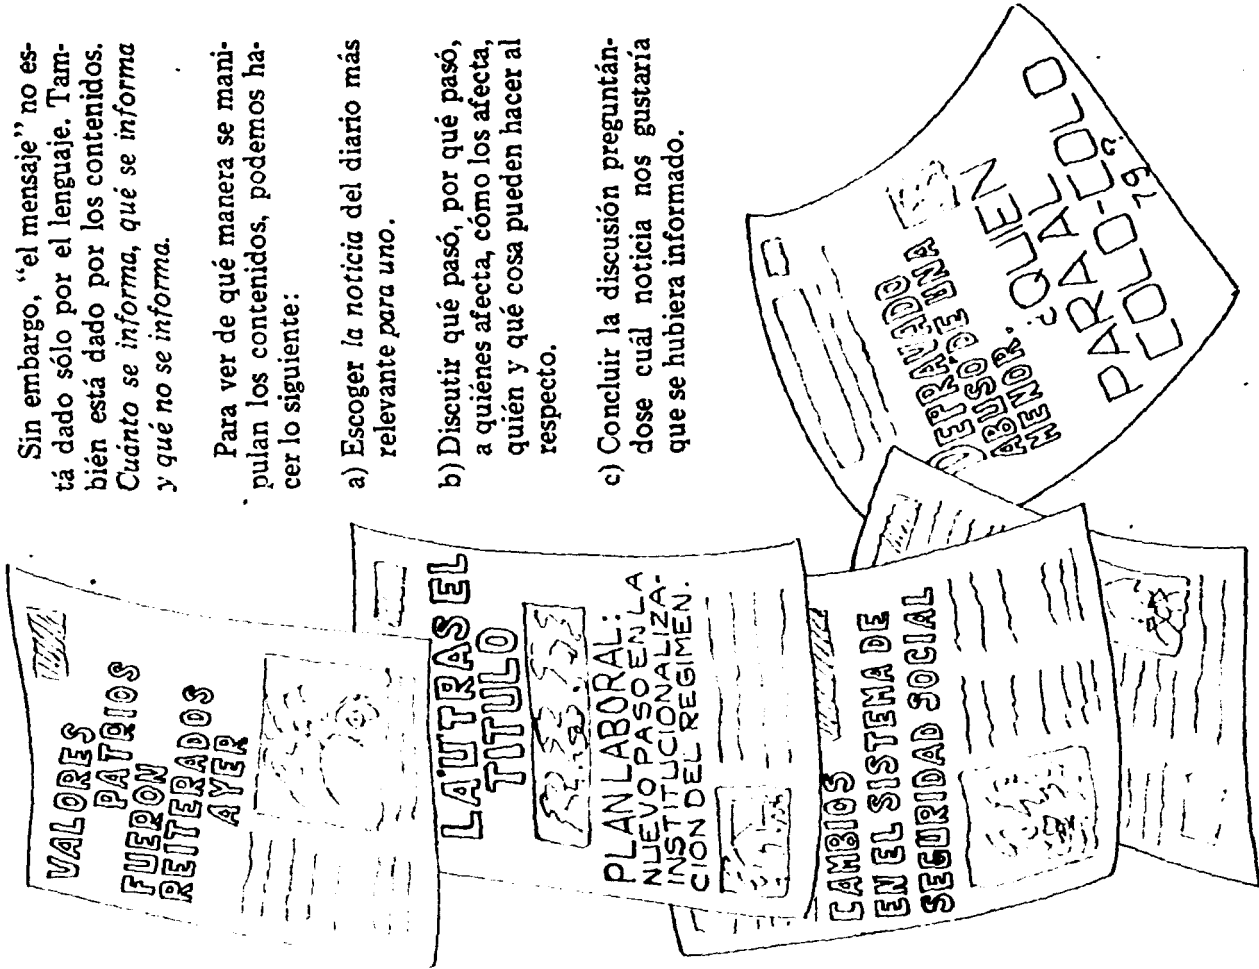 Sin embargo, “el mensaje” no es-
tá dado sólo por el lenguaje. Tam-
bién está dado por los contenidos.
Cuánto se informa, qué se informa
y qué no se informa.
Para ver de qué manera se mani-
pulan los contenidos, podemos ha-
cer lo siguiente:
a) Escoger la noticia del diario más
relevante para uno.
b) Discutir qué pasó, por qué pasó,
a quiénes afecta, cómo los afecta,
quién y qué cosa pueden hacer al
respecto.
c) Concluir la discusión preguntán-
dose cuál noticia nos gustaría
que se hubiera informado.
VALORES
PATRIOS
FUERON
REITERADOS
AYER
LA'U'TRAS EL
TITULO
PLAN LABORAL:
NUEVO PASO EN LA
INSTITUCIONALIZA-
CION DEL REGIMEN.
CAMBIOS
EN EL SISTEMA DE
SEGURIDAD SOCIAL
DEPRAVADO
ABUSO DE UNA
MENOR.
¿QUIEN
PARA AL
COLO-COLO
79?